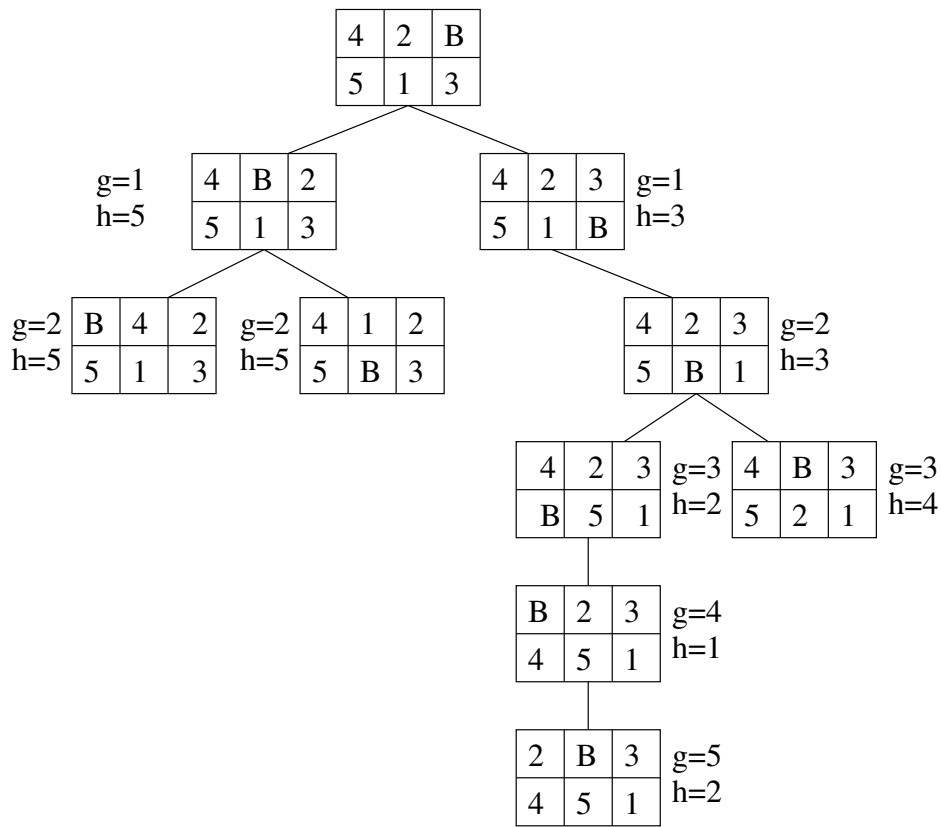 4 2 B
5 1 3
g=1
h=5
4 B 2
5 1 3
4 2 3
5 1 B
g=1
h=3
g=2
h=5
B 4 2
5 1 3
g=2
h=5
4 1 2
5 B 3
4 2 3
5 B 1
g=2
h=3
4 2 3
B 5 1
g=3
h=2
4 B 3
5 2 1
g=3
h=4
B 2 3
4 5 1
g=4
h=1
2 B 3
4 5 1
g=5
h=2